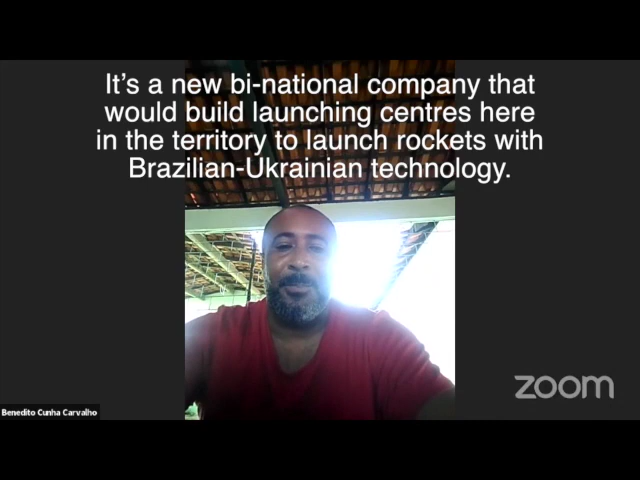 It’s a new bi-national company that
would build launching centres here
in the territory to launch rockets with
Brazilian-Ukrainian technology.
zoom
Benedito Cunha Carvalho